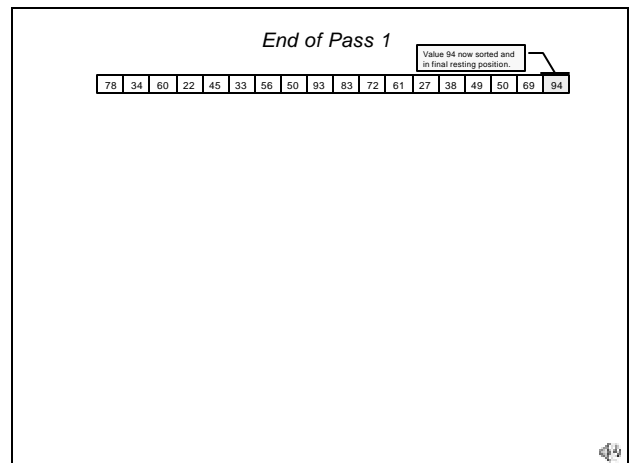 End of Pass 1
Value 94 now sorted and
in final resting position.
78 34 60 22 45 33 56 50 93 83 72 61 27 38 49 50 69 94